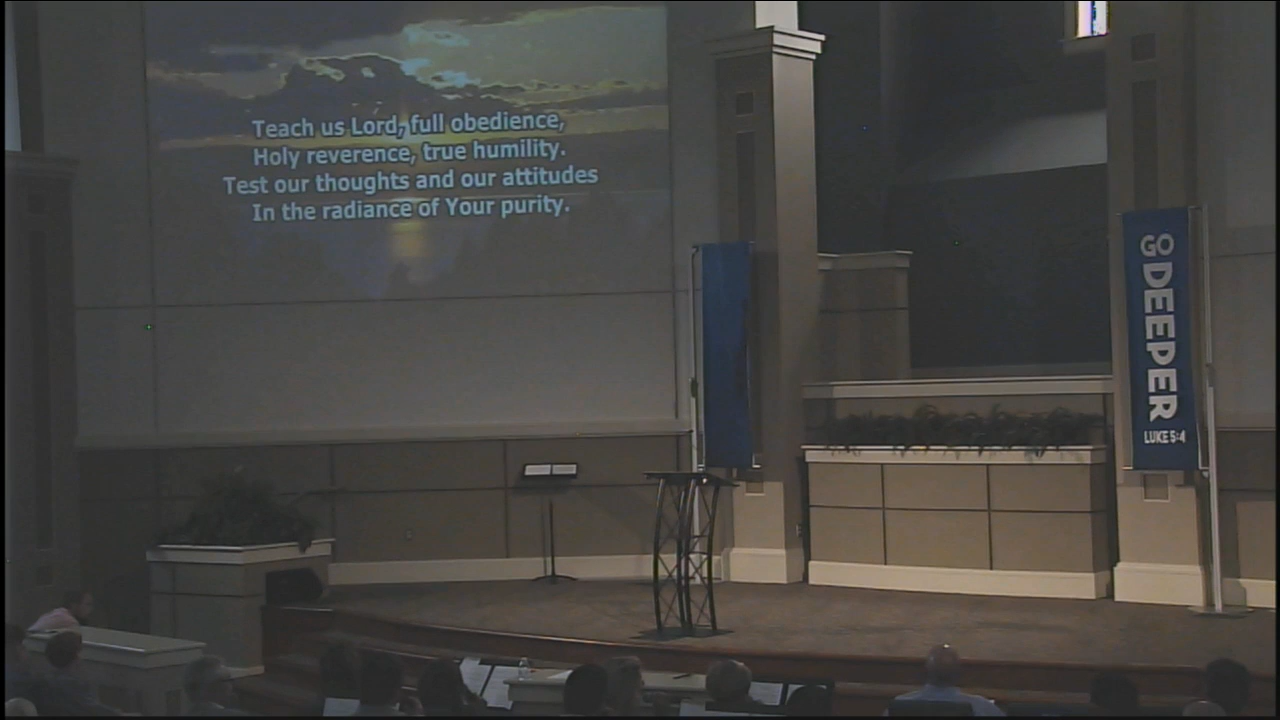 Teach us Lord, full obedience,
Holy reverence, true humility.
Test our thoughts and our attitudes
In the radiance of Your purity.
GO DEEPER
LUKE 5:4